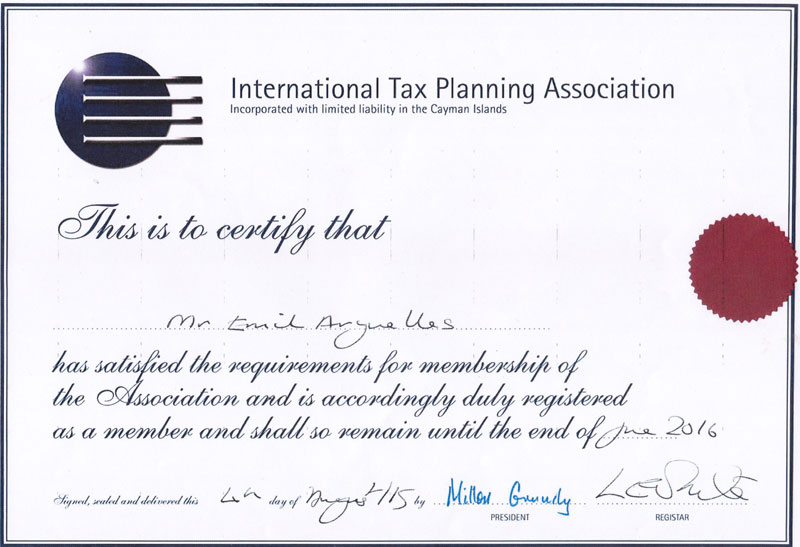 International Tax Planning Association
Incorporated with limited liability in the Cayman Islands
This is to certify that
Mr Emil Arguelles
has satisfied the requirements for membership of
the Association and is accordingly duly registered
as a member and shall so remain until the end of June 2016
Signed, sealed and delivered this 4th day of August/15 by Milton Grundy
PRESIDENT REGISTAR